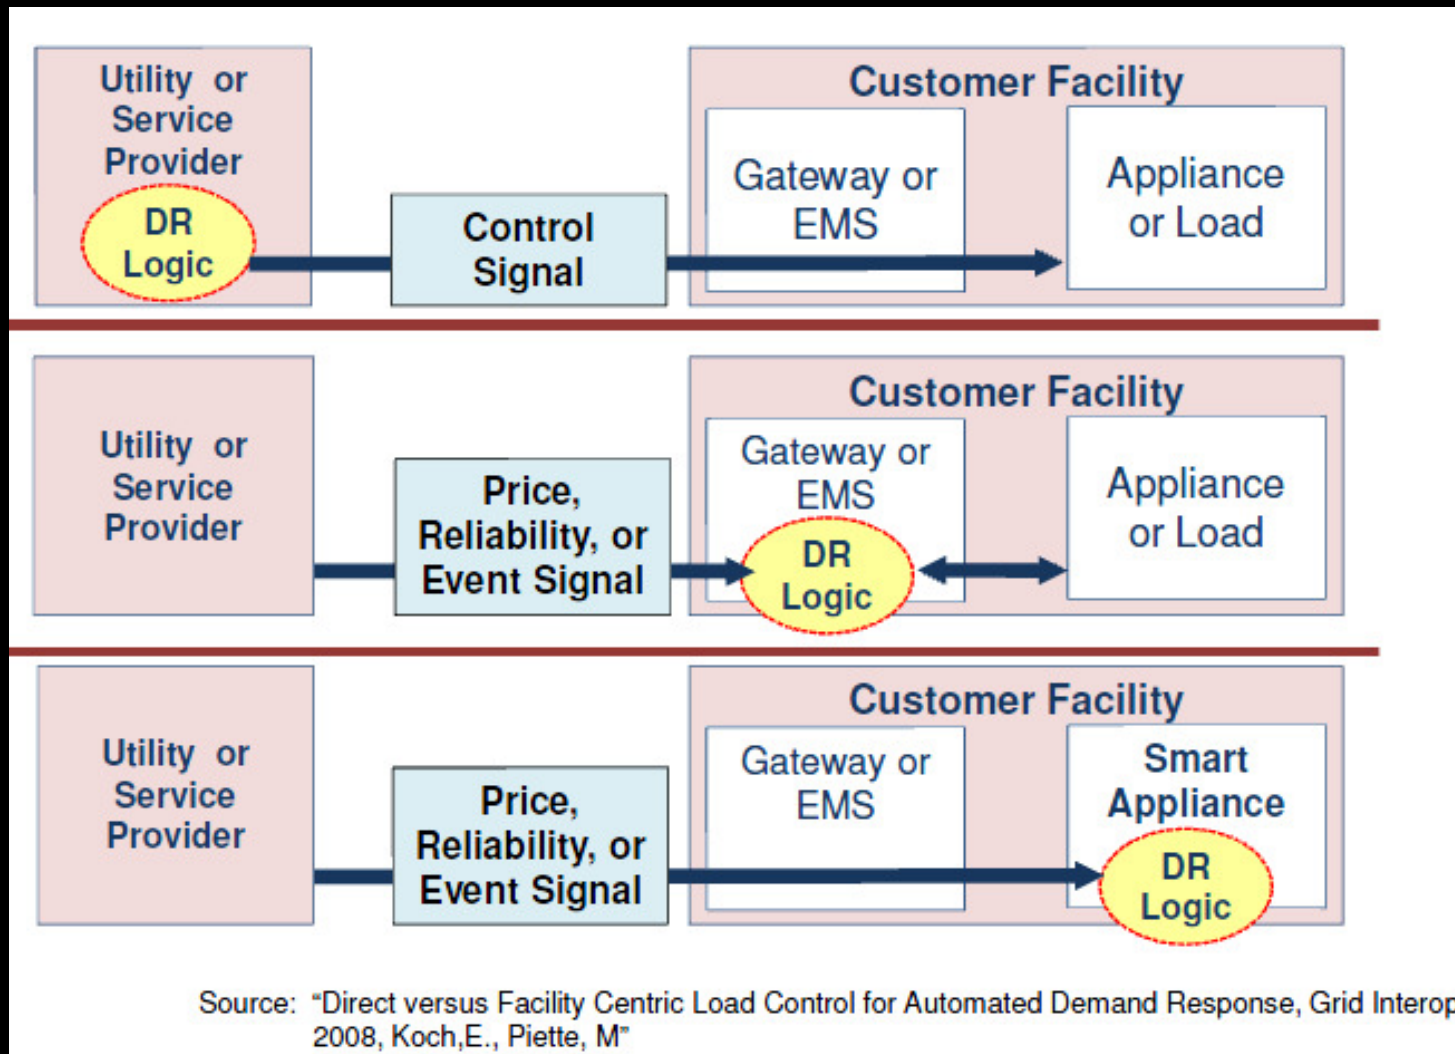 Utility or
Service
Provider
DR
Logic
Control
Signal
Customer Facility
Gateway or
EMS
Appliance
or Load
Utility or
Service
Provider
Price,
Reliability, or
Event Signal
Customer Facility
Gateway or
EMS
DR
Logic
Appliance
or Load
Utility or
Service
Provider
Price,
Reliability, or
Event Signal
Customer Facility
Gateway or
EMS
Smart
Appliance
DR
Logic
Source: “Direct versus Facility Centric Load Control for Automated Demand Response, Grid Interop
2008, Koch,E., Piette, M”